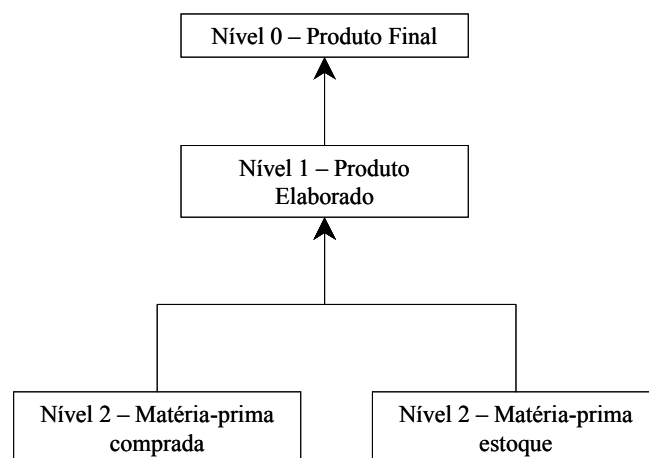 Nível 0 – Produto Final
Nível 1 – Produto
Elaborado
Nível 2 – Matéria-prima
comprada
Nível 2 – Matéria-prima
estoque